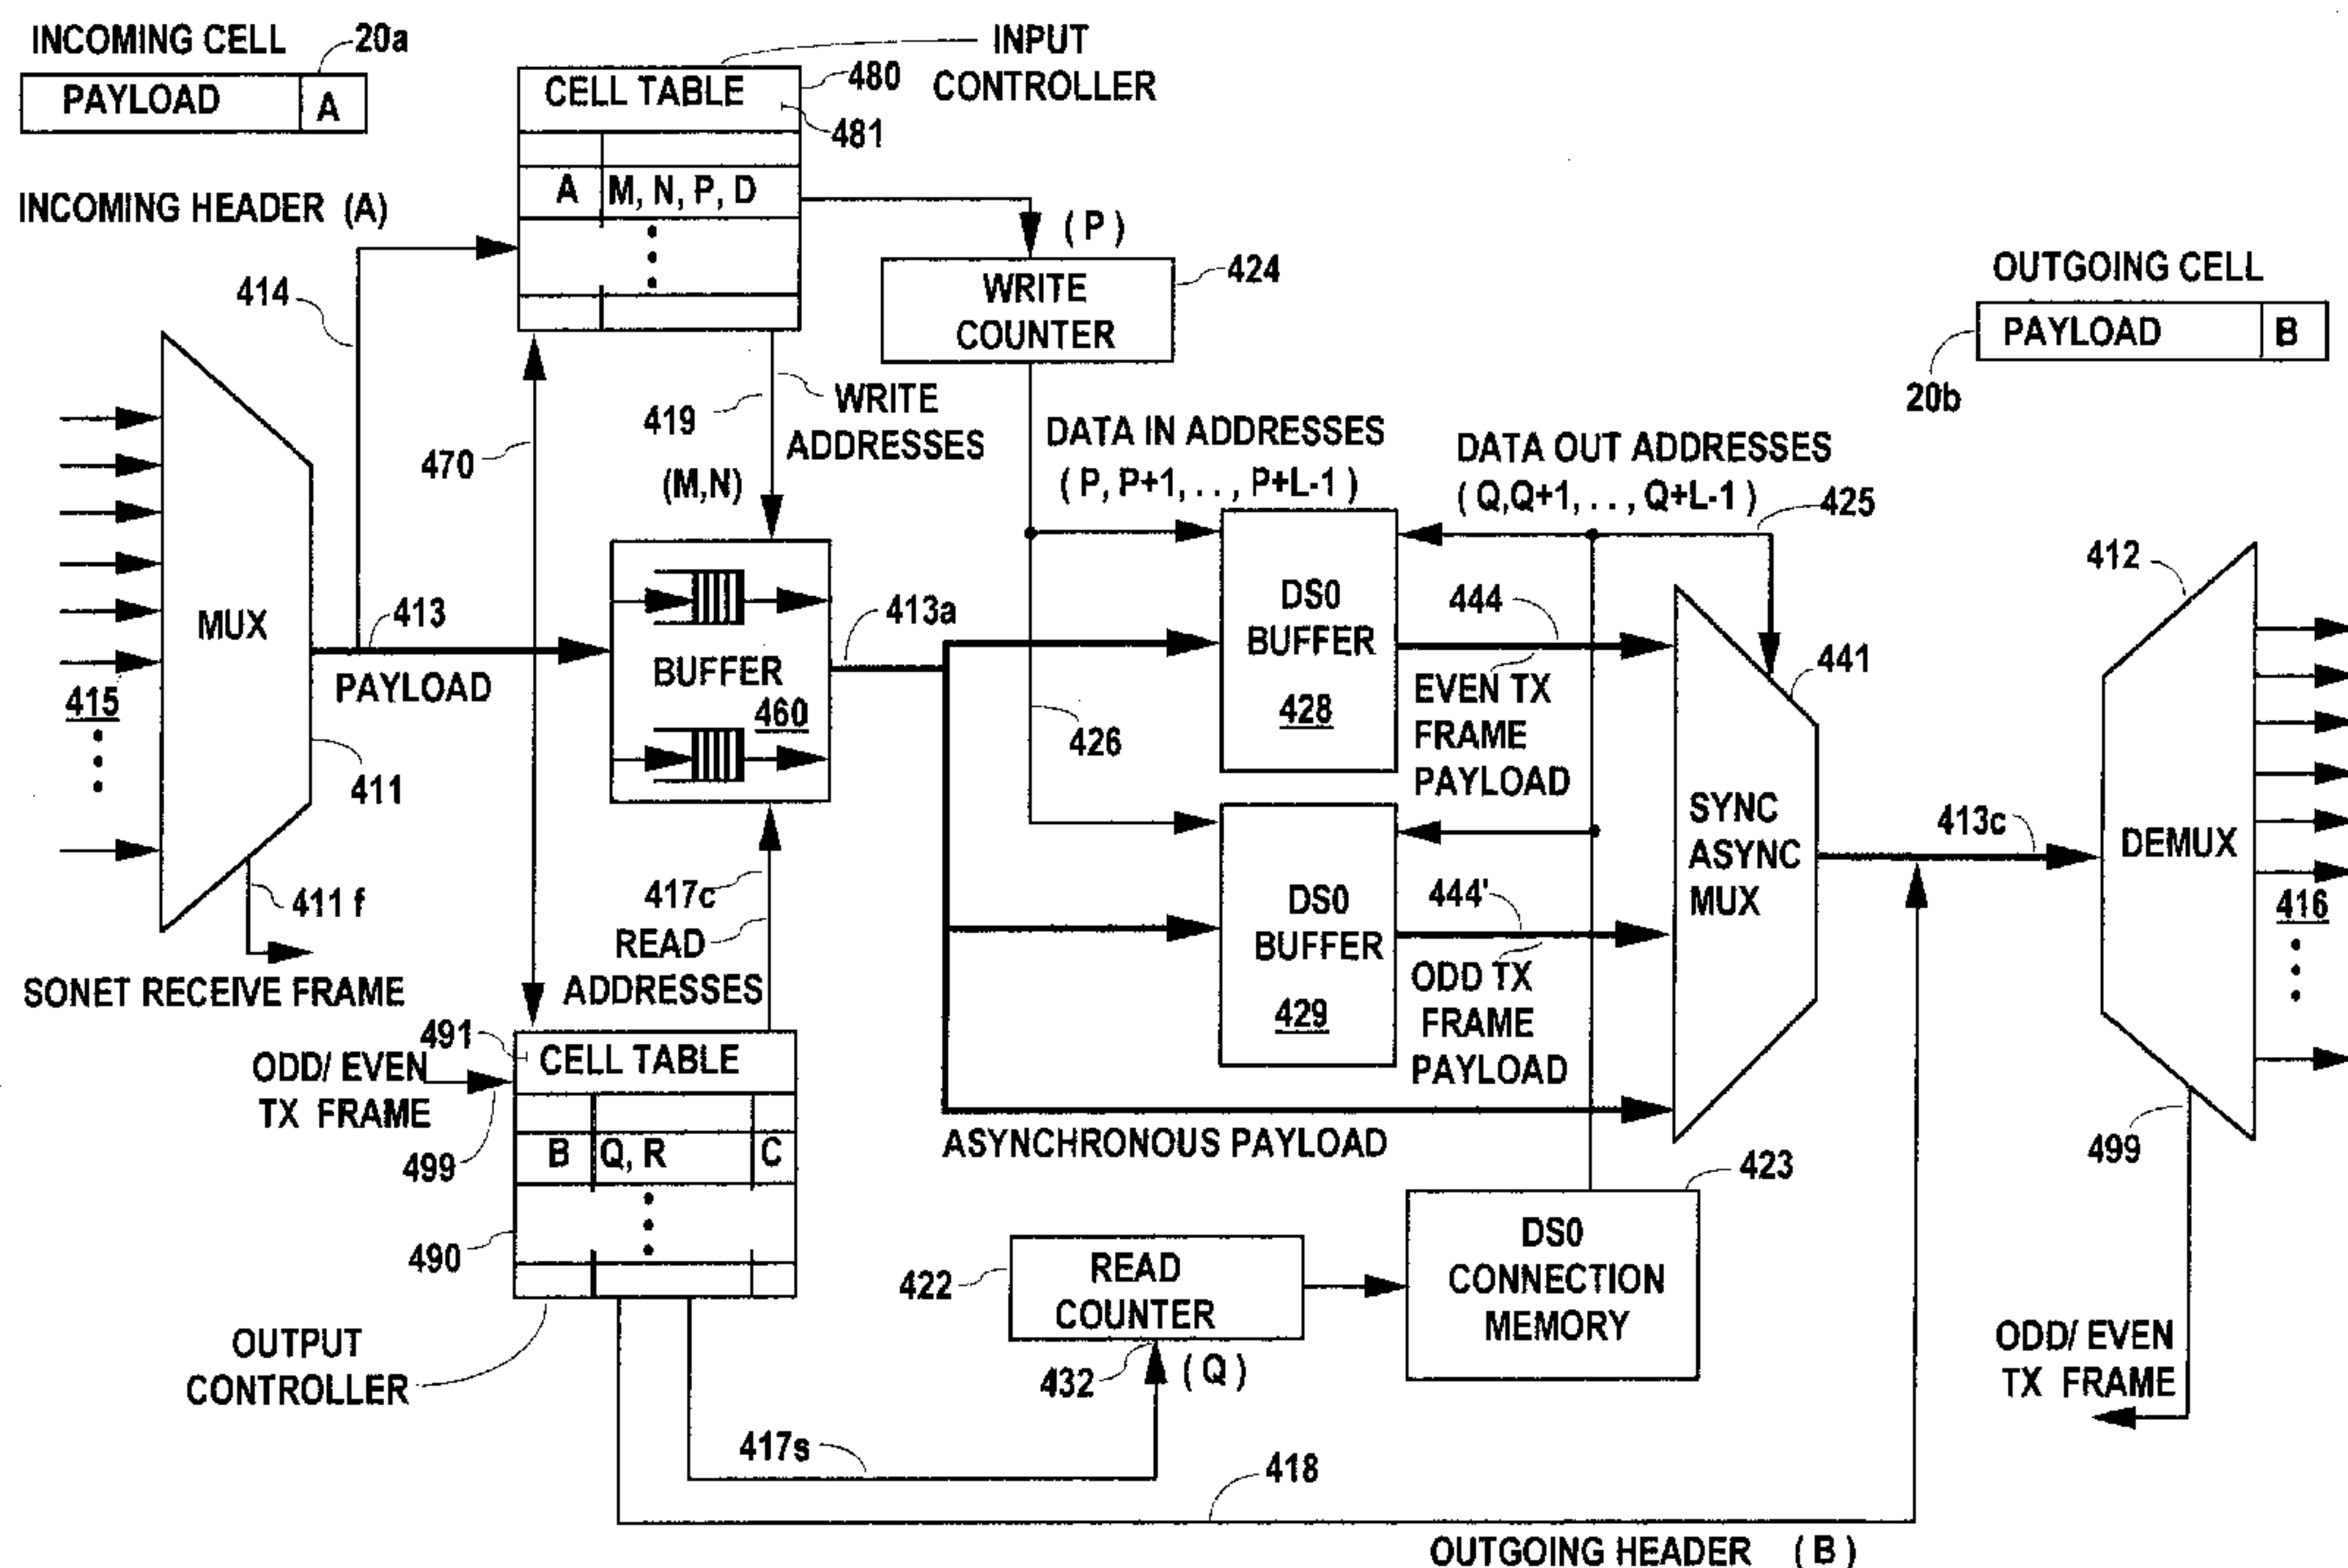 INCOMING CELL
20a
PAYLOAD
A
INCOMING HEADER (A)
414
INPUT
CONTROLLER
480
CELL TABLE
481
A
M, N, P, D
(P)
424
WRITE
COUNTER
OUTGOING CELL
PAYLOAD
B
20b
419
WRITE
ADDRESSES
470
(M,N)
DATA IN ADDRESSES
( P, P+1, . . , P+L-1 )
DATA OUT ADDRESSES
( Q,Q+1, . . , Q+L-1 )
425
412
MUX
413
PAYLOAD
415
411
411 f
SONET RECEIVE FRAME
BUFFER
460
413a
426
DS0
BUFFER
428
444
EVEN TX
FRAME
PAYLOAD
441
SYNC
ASYNC
MUX
413c
DEMUX
416
417c
READ
ADDRESSES
DS0
BUFFER
429
444'
ODD TX
FRAME
PAYLOAD
491
CELL TABLE
ODD/ EVEN
TX FRAME
499
B
Q, R
C
490
OUTPUT
CONTROLLER
ASYNCHRONOUS PAYLOAD
423
422
READ
COUNTER
432
(Q)
DS0
CONNECTION
MEMORY
499
ODD/ EVEN
TX FRAME
417s
418
OUTGOING HEADER (B)